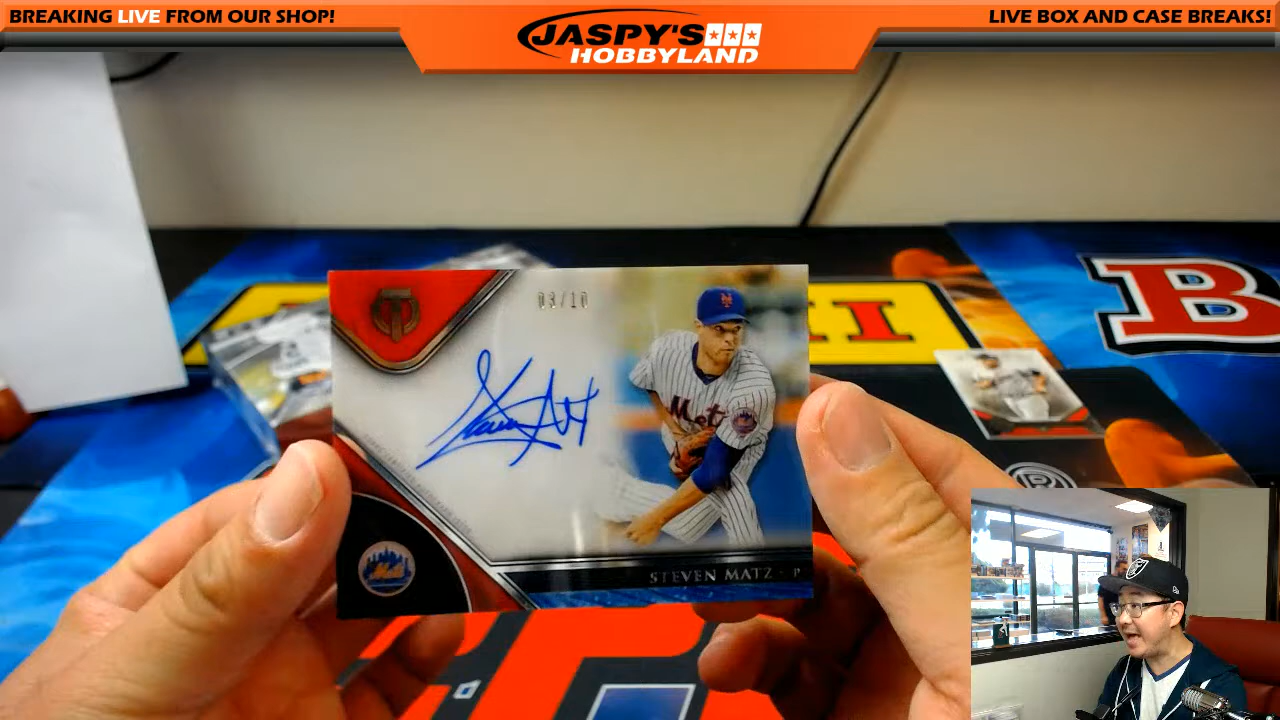 BREAKING LIVE FROM OUR SHOP!
JASPY'S
HOBBYLAND
LIVE BOX AND CASE BREAKS!
03/10
Mets
STEVEN MATZ · P
B